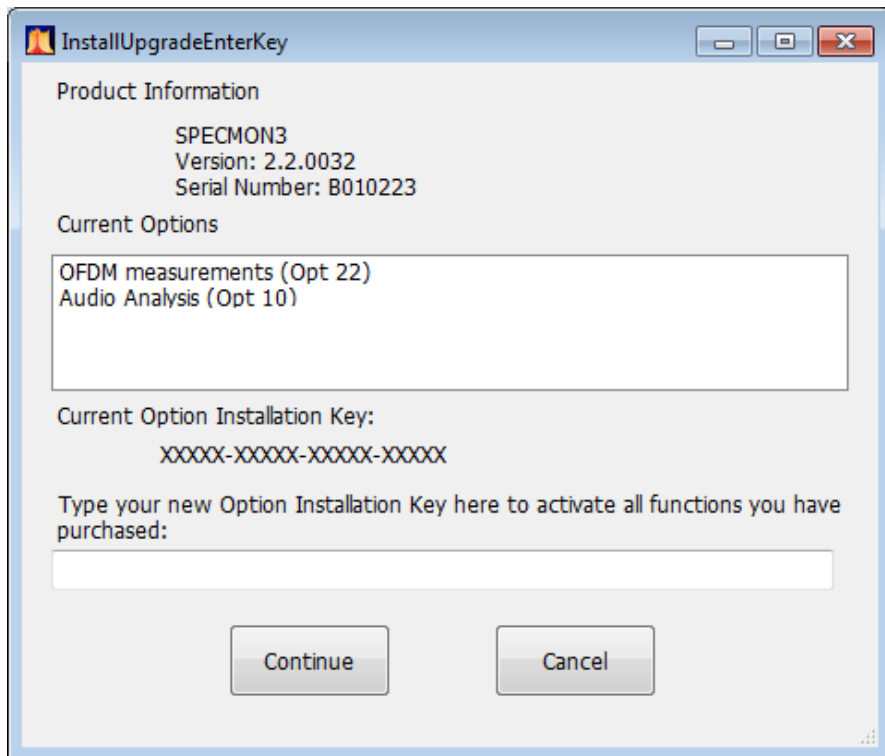 InstallUpgradeEnterKey
Product Information
SPECMON3
Version: 2.2.0032
Serial Number: B010223
Current Options
OFDM measurements (Opt 22)
Audio Analysis (Opt 10)
Current Option Installation Key:
XXXXX-XXXXX-XXXXX-XXXXX
Type your new Option Installation Key here to activate all functions you have
purchased:
Continue
Cancel